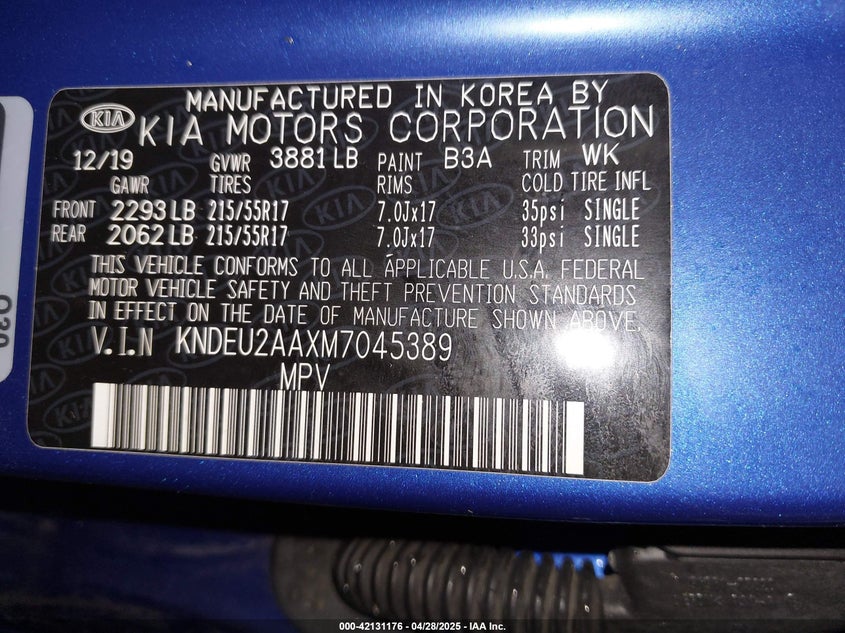 MANUFACTURED IN KOREA BY
KIA KIA MOTORS CORPORATION
12/19 GVWR 3881 LB PAINT B3A TRIM WK
GAWR TIRES RIMS COLD TIRE INFL
FRONT 2293 LB 215/55R17 7.0Jx17 35psi SINGLE
REAR 2062 LB 215/55R17 7.0Jx17 33psi SINGLE
THIS VEHICLE CONFORMS TO ALL APPLICABLE U.S.A. FEDERAL
MOTOR VEHICLE SAFETY AND THEFT PREVENTION STANDARDS
IN EFFECT ON THE DATE OF MANUFACTURE SHOWN ABOVE.
V.I.N KNDEU2AAXM7045389
MPV
000-42131176 | 04/28/2025 - IAA Inc.